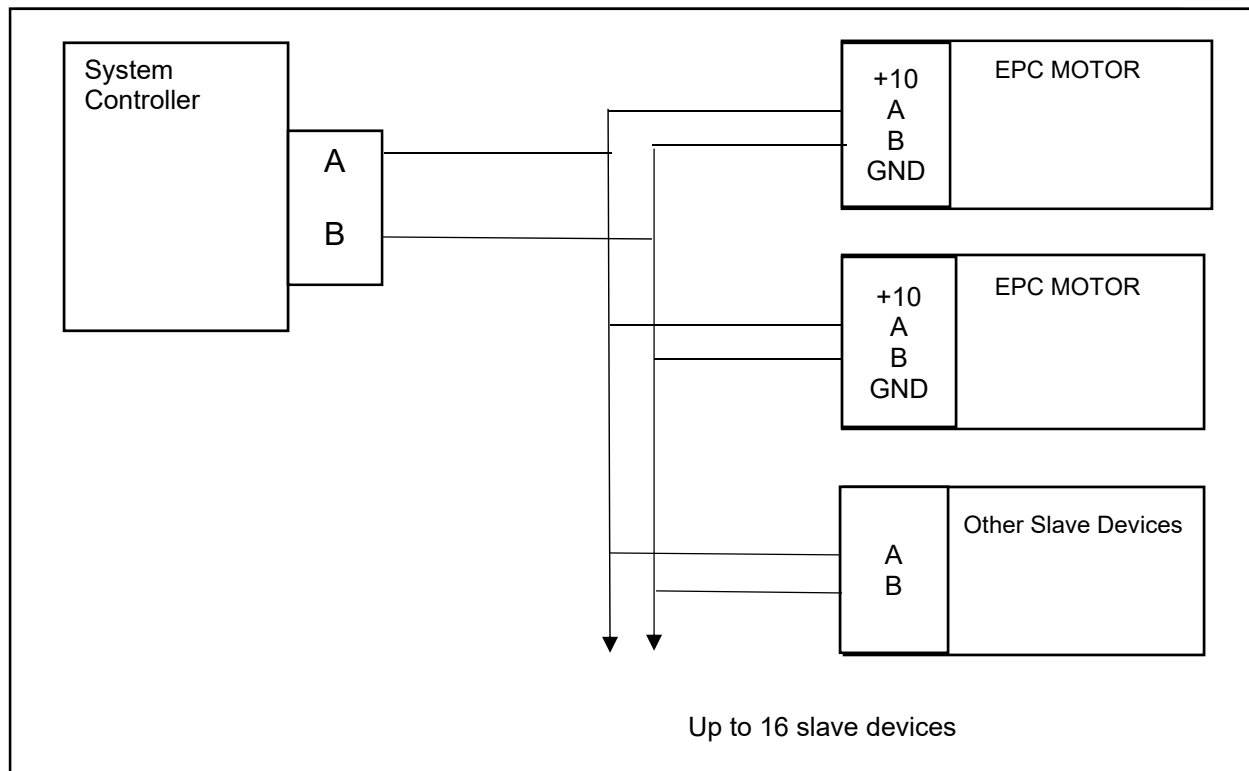 System
Controller
A
B
+10
A
B
GND
EPC MOTOR
+10
A
B
GND
EPC MOTOR
A
B
Other Slave Devices
Up to 16 slave devices